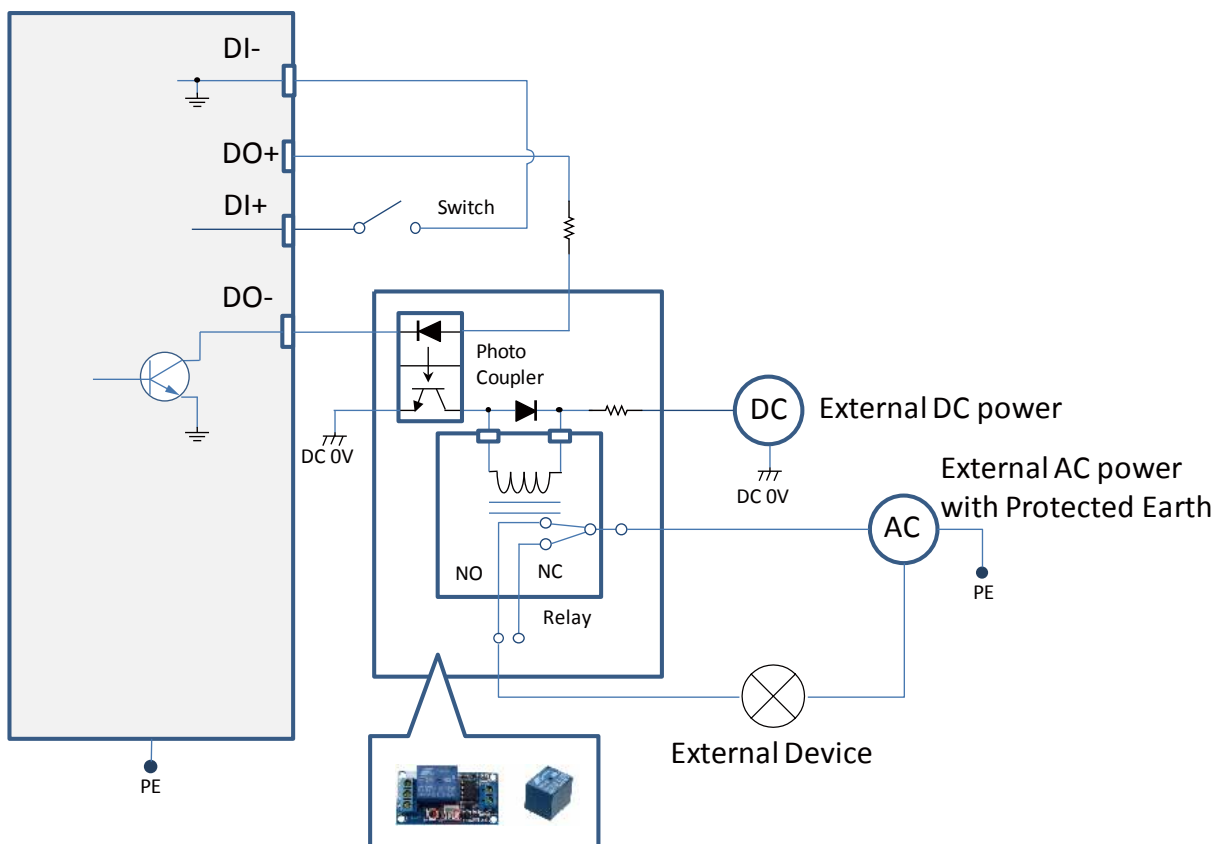 DI-
DO+
DI+
Switch
DO-
Photo
Coupler
DC 0V
DC
External DC power
DC 0V
External AC power
with Protected Earth
AC
PE
NO
NC
Relay
External Device
PE